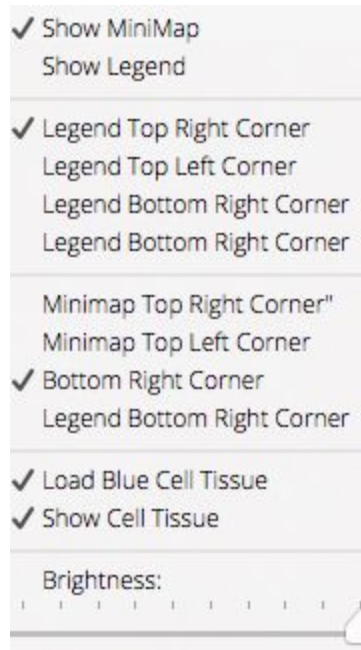 Show MiniMap
Show Legend
Legend Top Right Corner
Legend Top Left Corner
Legend Bottom Right Corner
Legend Bottom Right Corner
Minimap Top Right Corner"
Minimap Top Left Corner
Bottom Right Corner
Legend Bottom Right Corner
Load Blue Cell Tissue
Show Cell Tissue
Brightness: